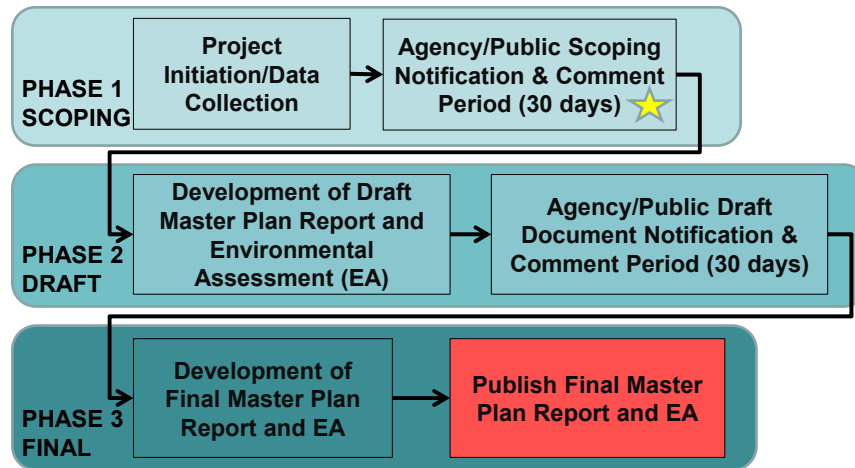 PHASE 1
SCOPING
Project
Initiation/Data
Collection
Agency/Public Scoping
Notification & Comment
Period (30 days)
PHASE 2
DRAFT
Development of Draft
Master Plan Report and
Environmental
Assessment (EA)
Agency/Public Draft
Document Notification &
Comment Period (30 days)
PHASE 3
FINAL
Development of
Final Master Plan
Report and EA
Publish Final Master
Plan Report and EA